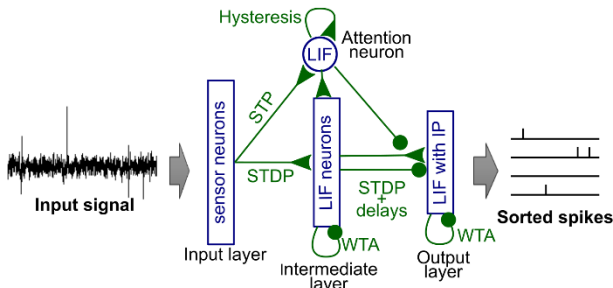 Hysteresis
LIF
Attention
neuron
STP
sensor neurons
LIF neurons
LIF with IP
STDP
STDP
+
delays
Input signal
Sorted spikes
WTA
WTA
Input layer
Intermediate
layer
Output
layer